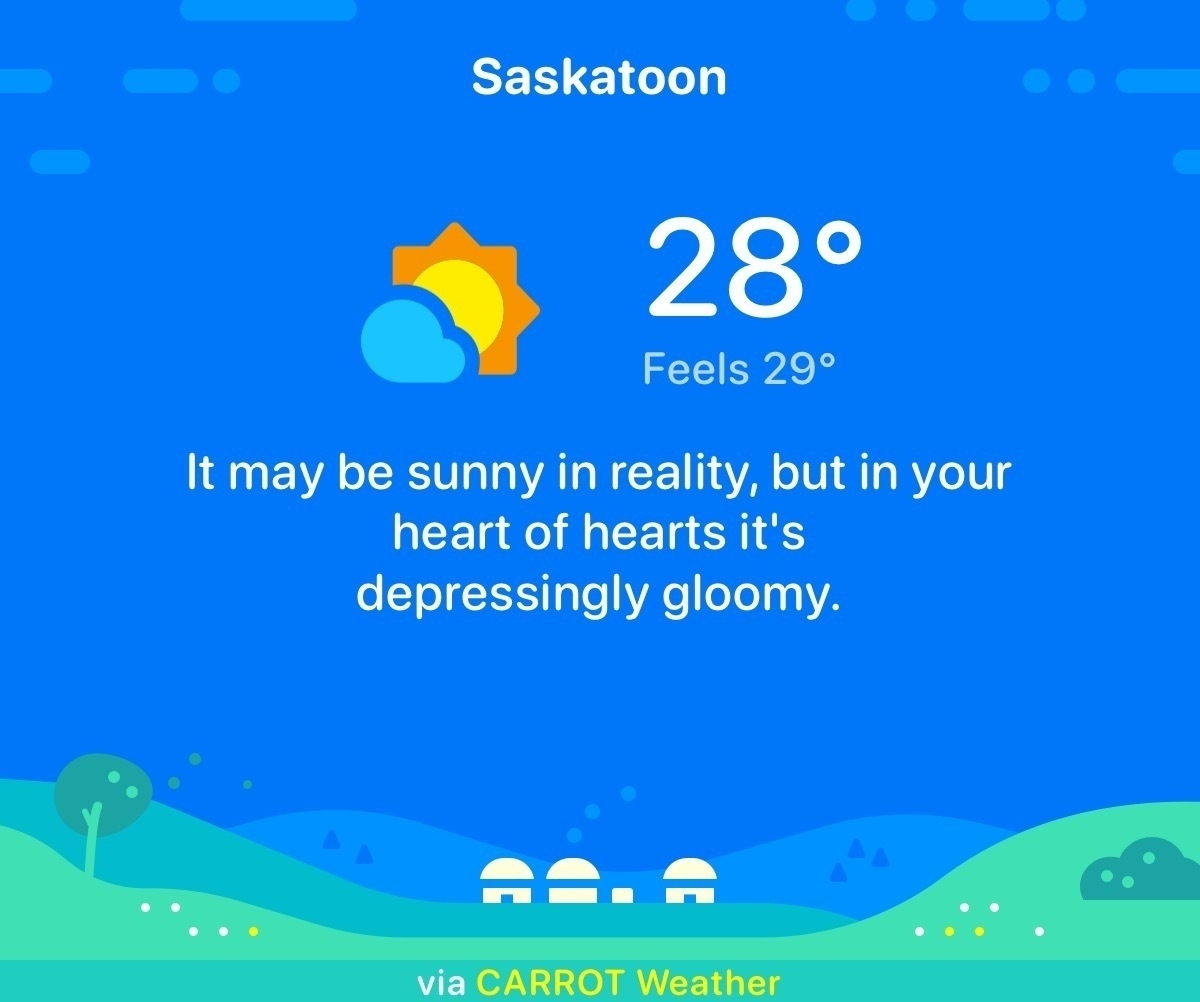 Saskatoon
28°
Feels 29°
It may be sunny in reality, but in your
heart of hearts it's
depressingly gloomy.
via CARROT Weather